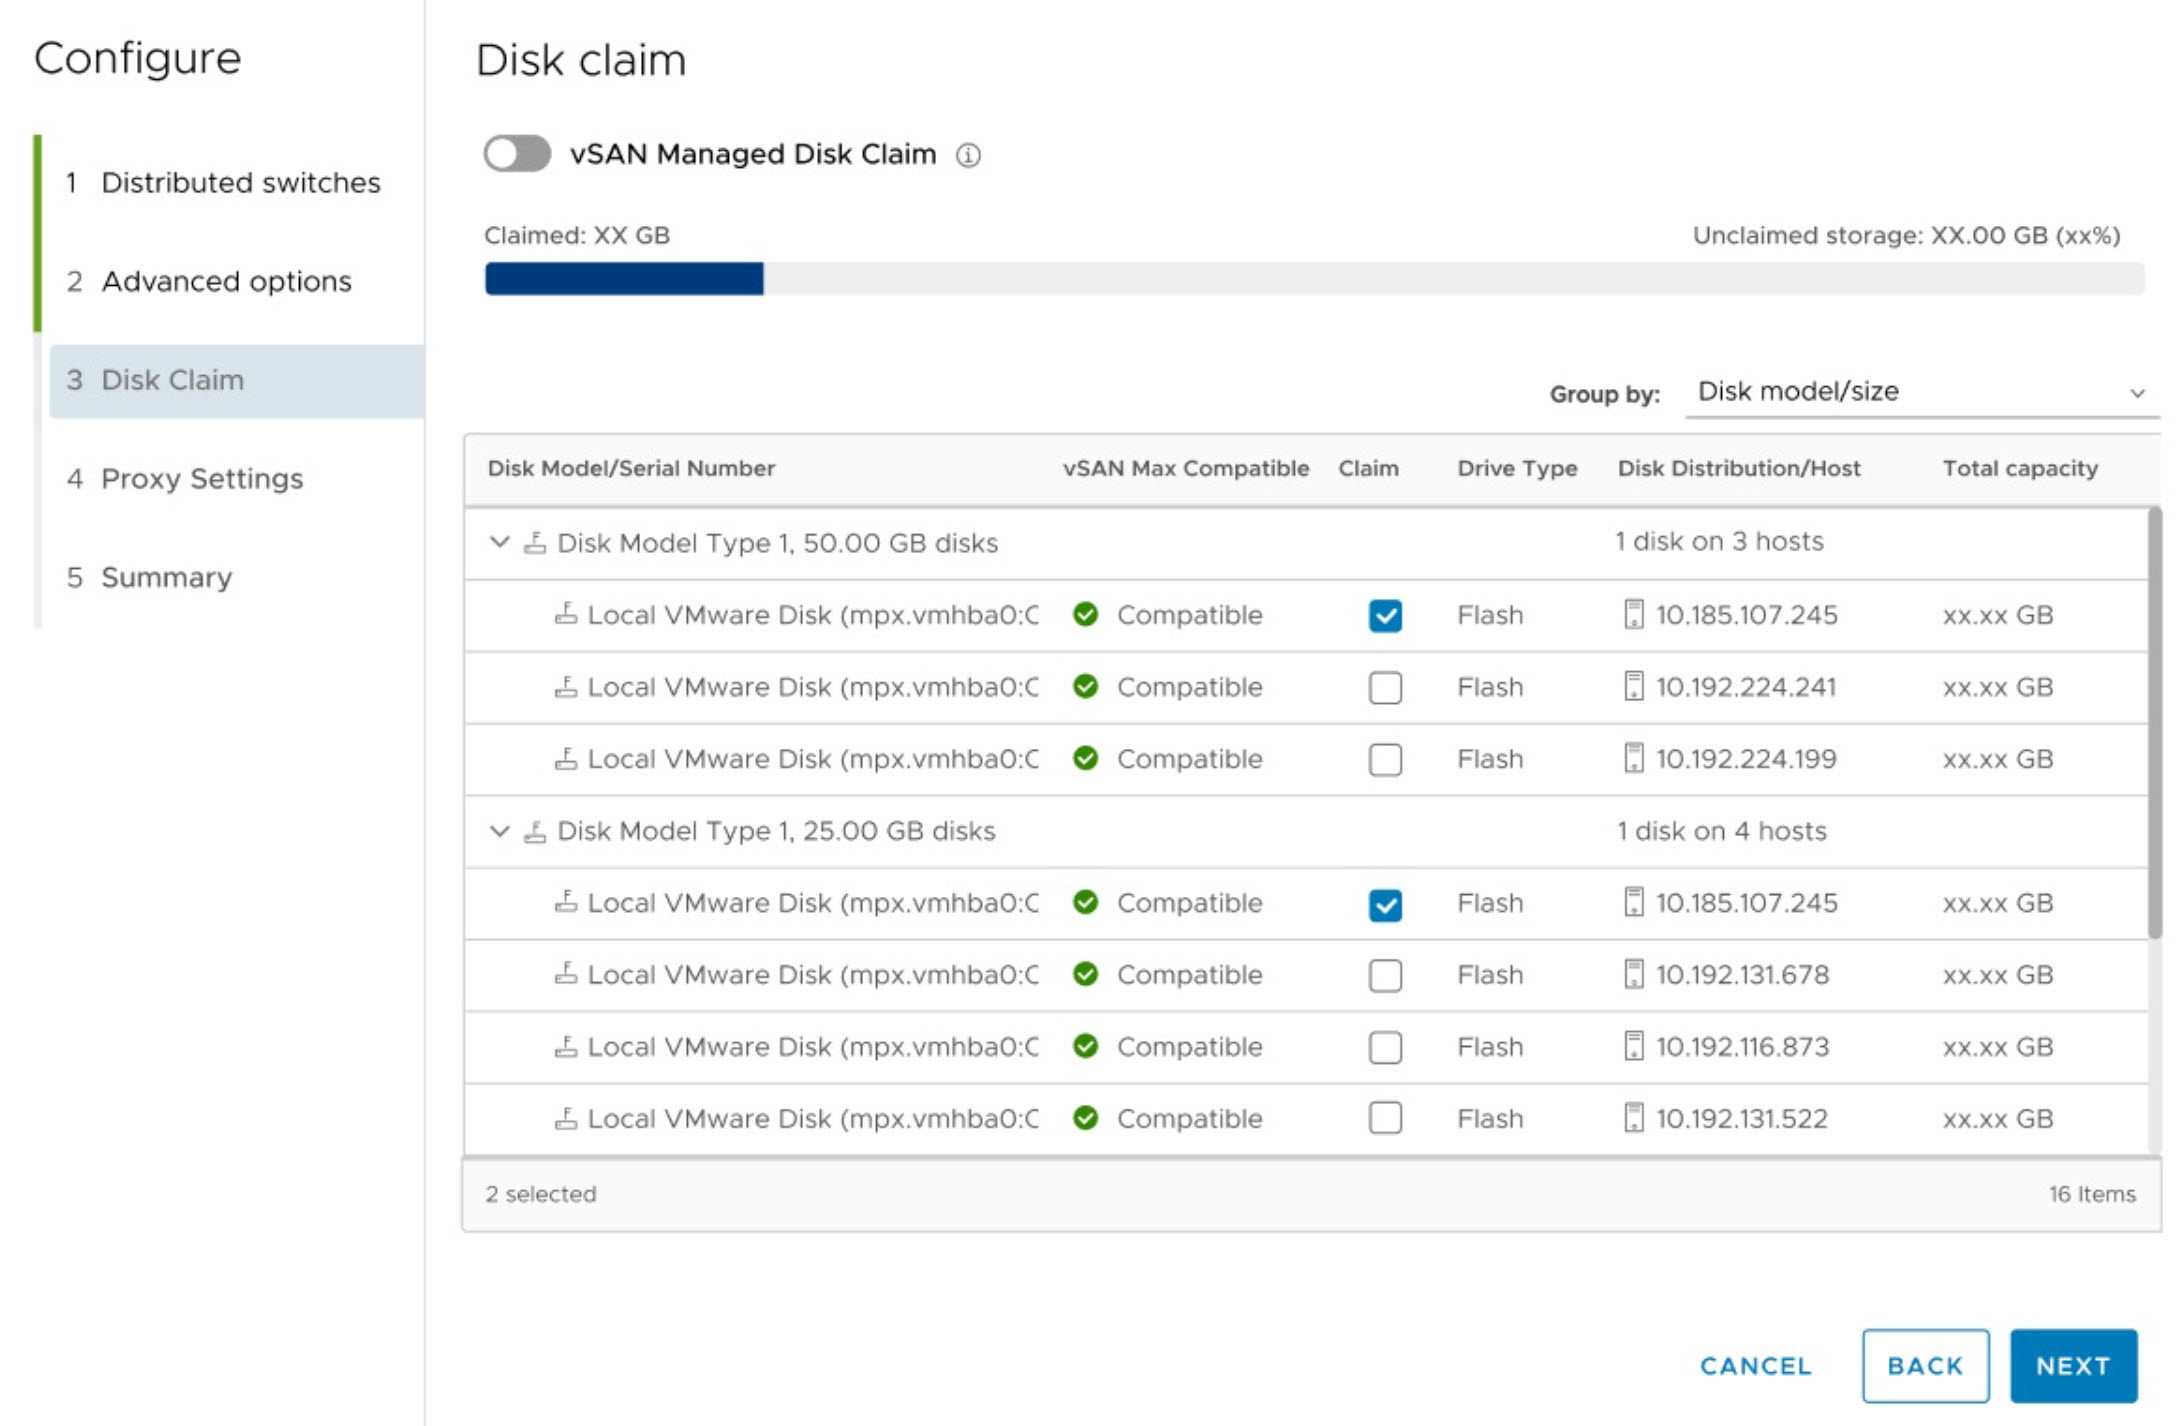 Configure
1 Distributed switches
2 Advanced options
3 Disk Claim
4 Proxy Settings
5 Summary
Disk claim
vSAN Managed Disk Claim
Claimed: XX GB
Unclaimed storage: XX.00 GB (xx%)
Group by: Disk model/size
Disk Model/Serial Number vSAN Max Compatible Claim Drive Type Disk Distribution/Host Total capacity
Disk Model Type 1, 50.00 GB disks 1 disk on 3 hosts
Local VMware Disk (mpx.vmhba0:C Compatible Flash 10.185.107.245 xx.xx GB
Local VMware Disk (mpx.vmhba0:C Compatible Flash 10.192.224.241 xx.xx GB
Local VMware Disk (mpx.vmhba0:C Compatible Flash 10.192.224.199 xx.xx GB
Disk Model Type 1, 25.00 GB disks 1 disk on 4 hosts
Local VMware Disk (mpx.vmhba0:C Compatible Flash 10.185.107.245 xx.xx GB
Local VMware Disk (mpx.vmhba0:C Compatible Flash 10.192.131.678 xx.xx GB
Local VMware Disk (mpx.vmhba0:C Compatible Flash 10.192.116.873 xx.xx GB
Local VMware Disk (mpx.vmhba0:C Compatible Flash 10.192.131.522 xx.xx GB
2 selected
16 Items
CANCEL
BACK
NEXT